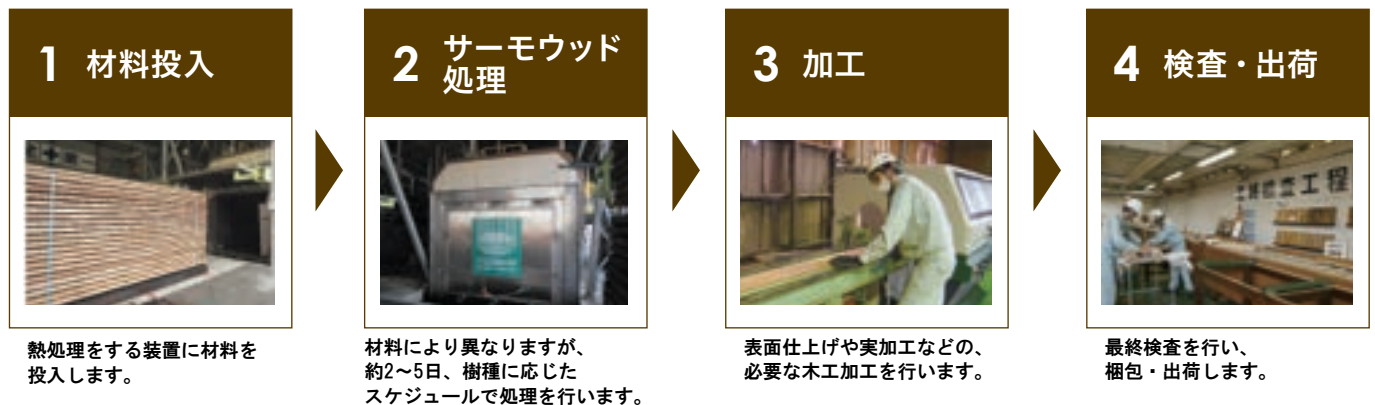 1 材料投入
熱処理をする装置に材料を
投入します。
2 サーモウッド
処理
材料により異なりますが、
約2〜5日、樹種に応じた
スケジュールで処理を行います。
3 加工
表面仕上げや実加工などの、
必要な木工加工を行います。
4 検査・出荷
最終検査を行い、
梱包・出荷します。